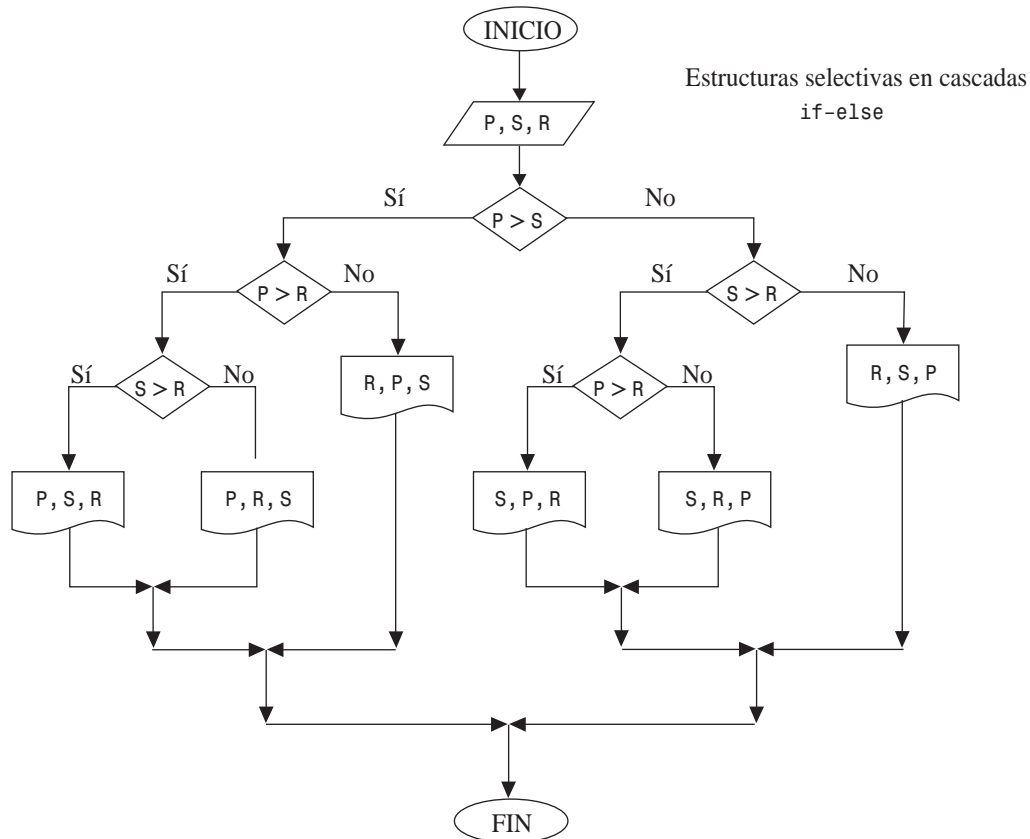 INICIO
Estructuras selectivas en cascadas
if-else
P, S, R
Sí
P > S
No
Sí
P > R
No
Sí
S > R
No
Sí
S > R
No
R, P, S
Sí
P > R
No
R, S, P
P, S, R
P, R, S
S, P, R
S, R, P
FIN